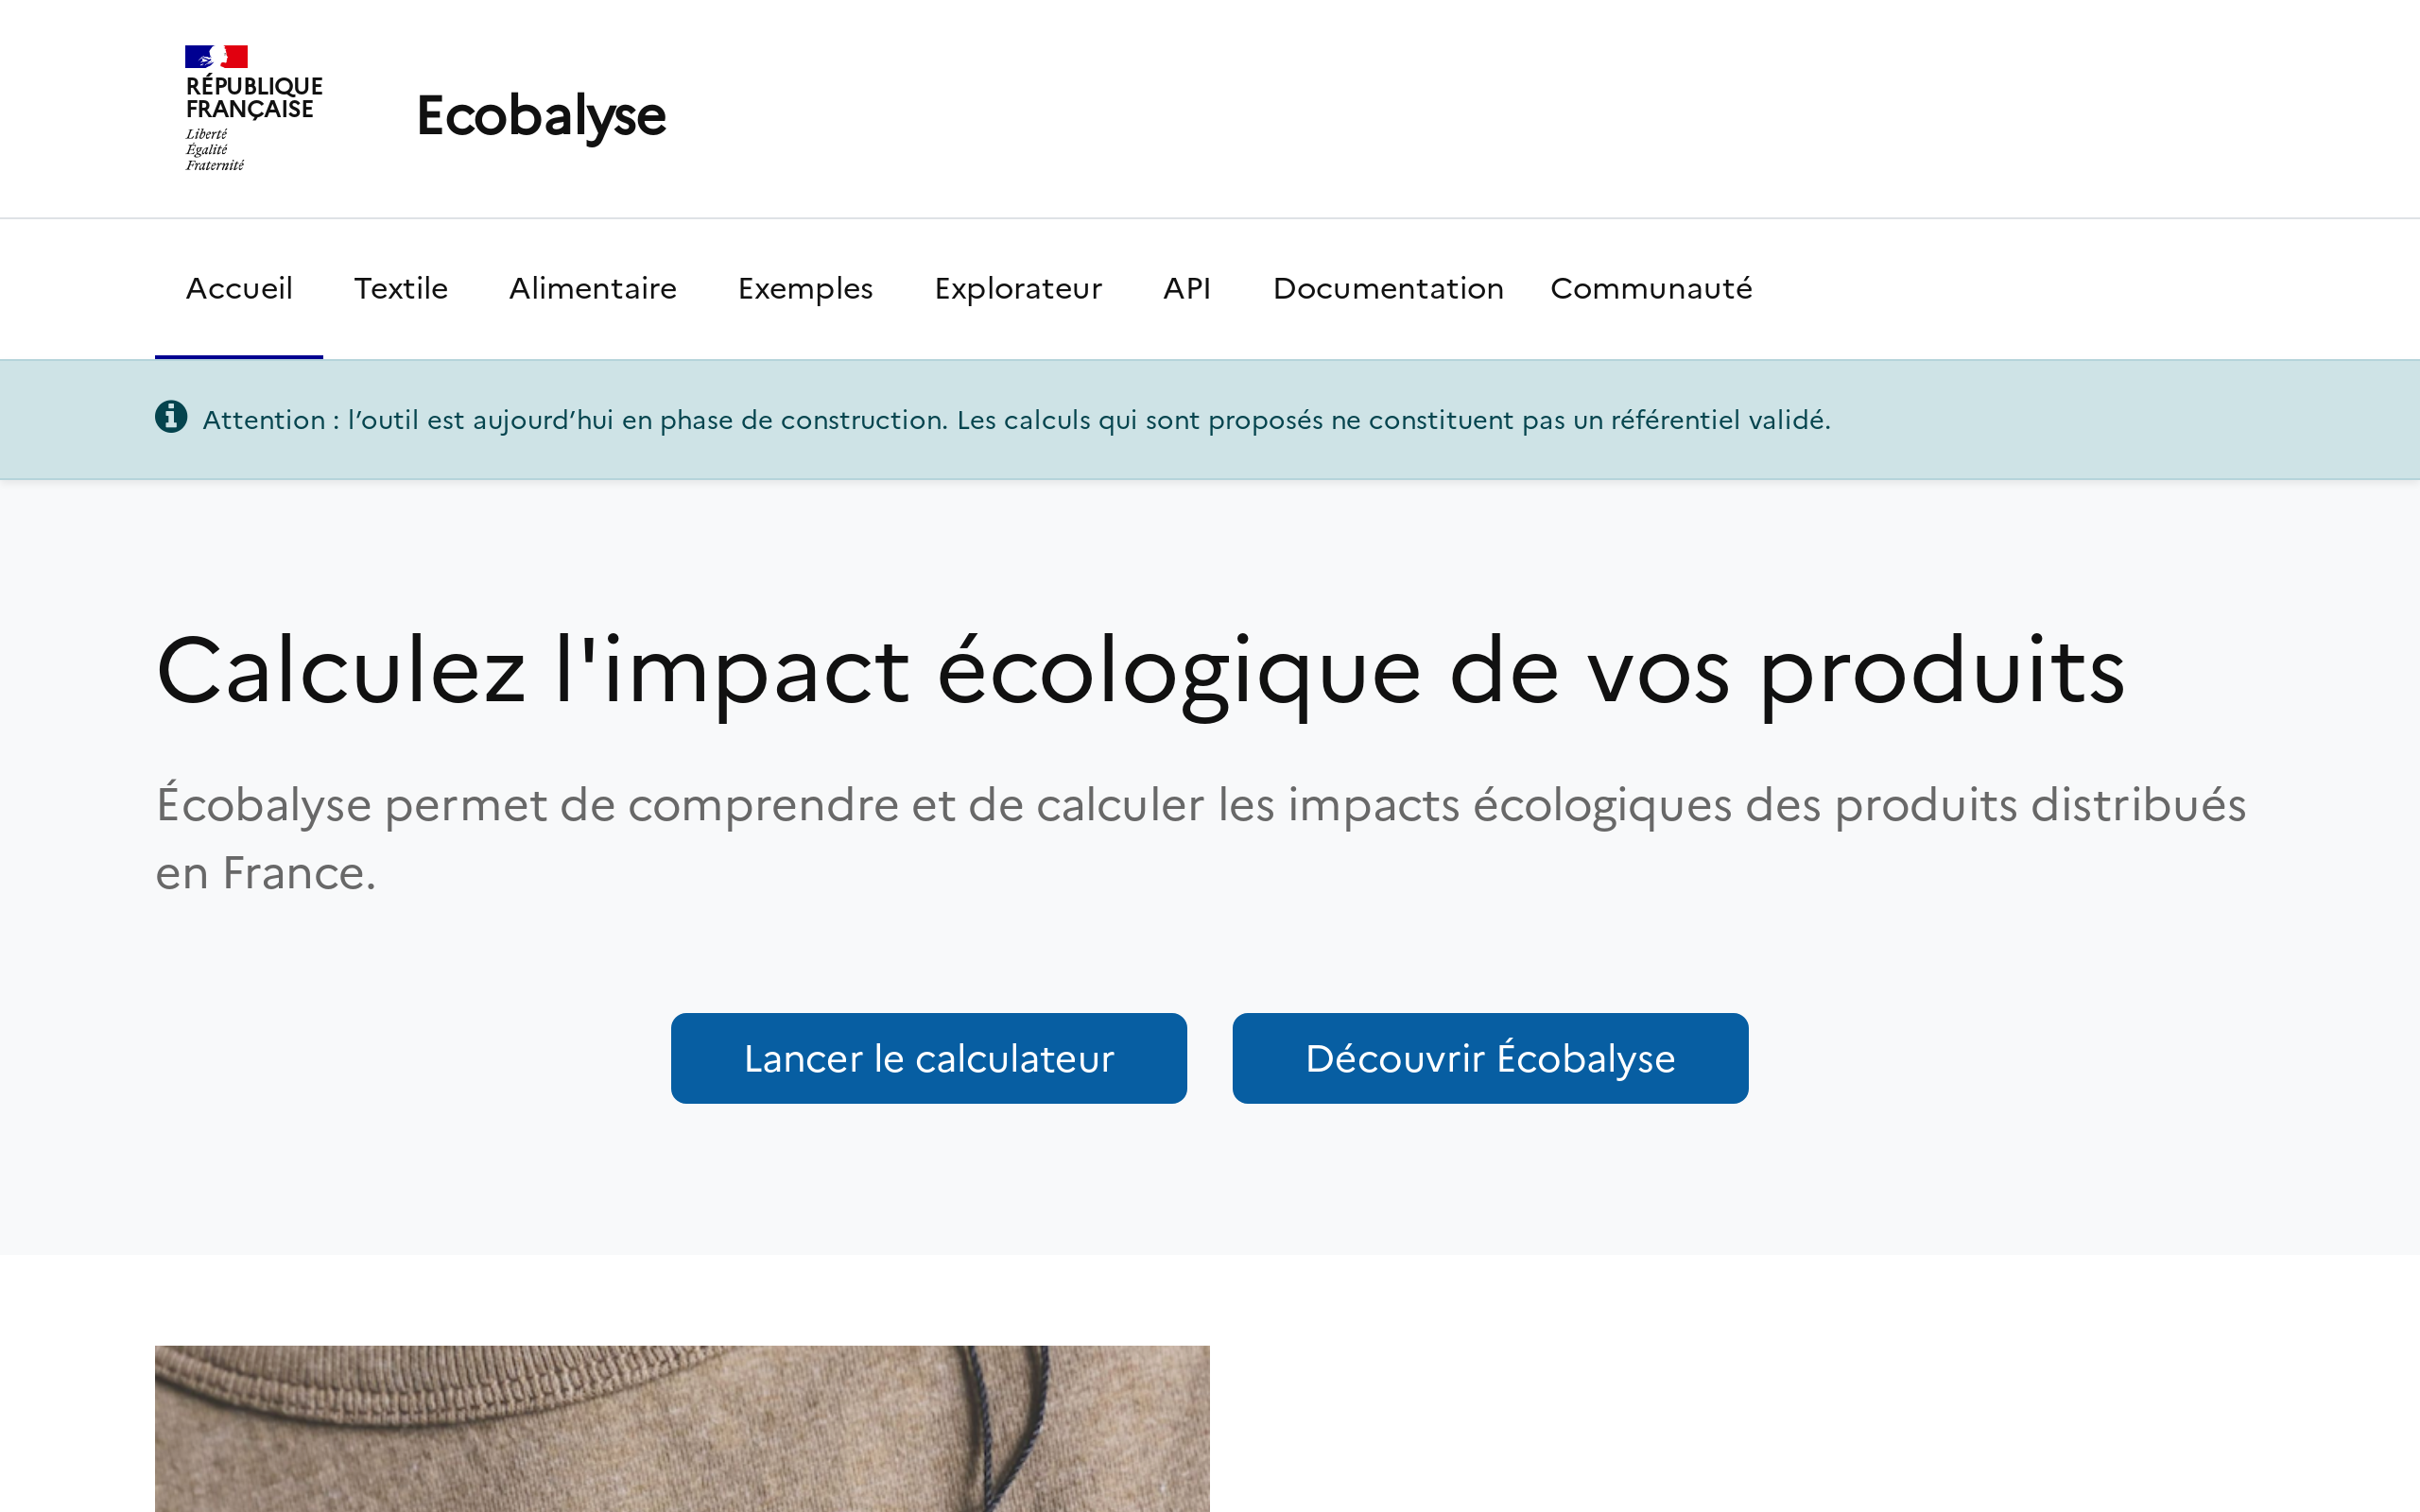 RÉPUBLIQUE
FRANÇAISE
Liberté
Égalité
Fraternité
Ecobalyse
Accueil Textile Alimentaire Exemples Explorateur API Documentation Communauté
Attention : l’outil est aujourd’hui en phase de construction. Les calculs qui sont proposés ne constituent pas un référentiel validé.
Calculez l'impact écologique de vos produits
Écobalyse permet de comprendre et de calculer les impacts écologiques des produits distribués
en France.
Lancer le calculateur
Découvrir Écobalyse